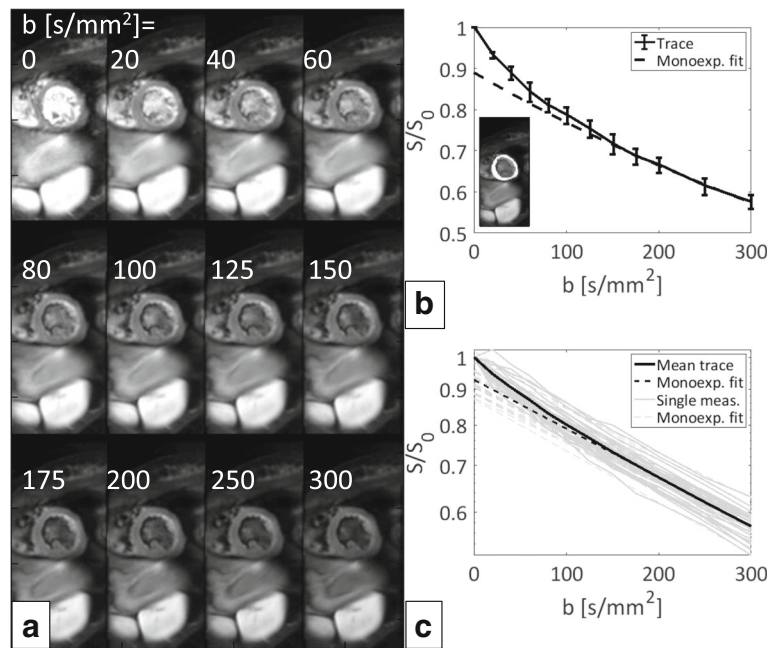 b [s/mm²]=
0 20 40 60
80 100 125 150
175 200 250 300
a
1
0.9
0.8
0.7
0.6
0.5
S/S₀
Trace
Monoexp. fit
0 100 200 300
b [s/mm²]
b
1
0.9
0.8
0.7
0.6
S/S₀
Mean trace
Monoexp. fit
Single meas.
Monoexp. fit
0 100 200 300
b [s/mm²]
c